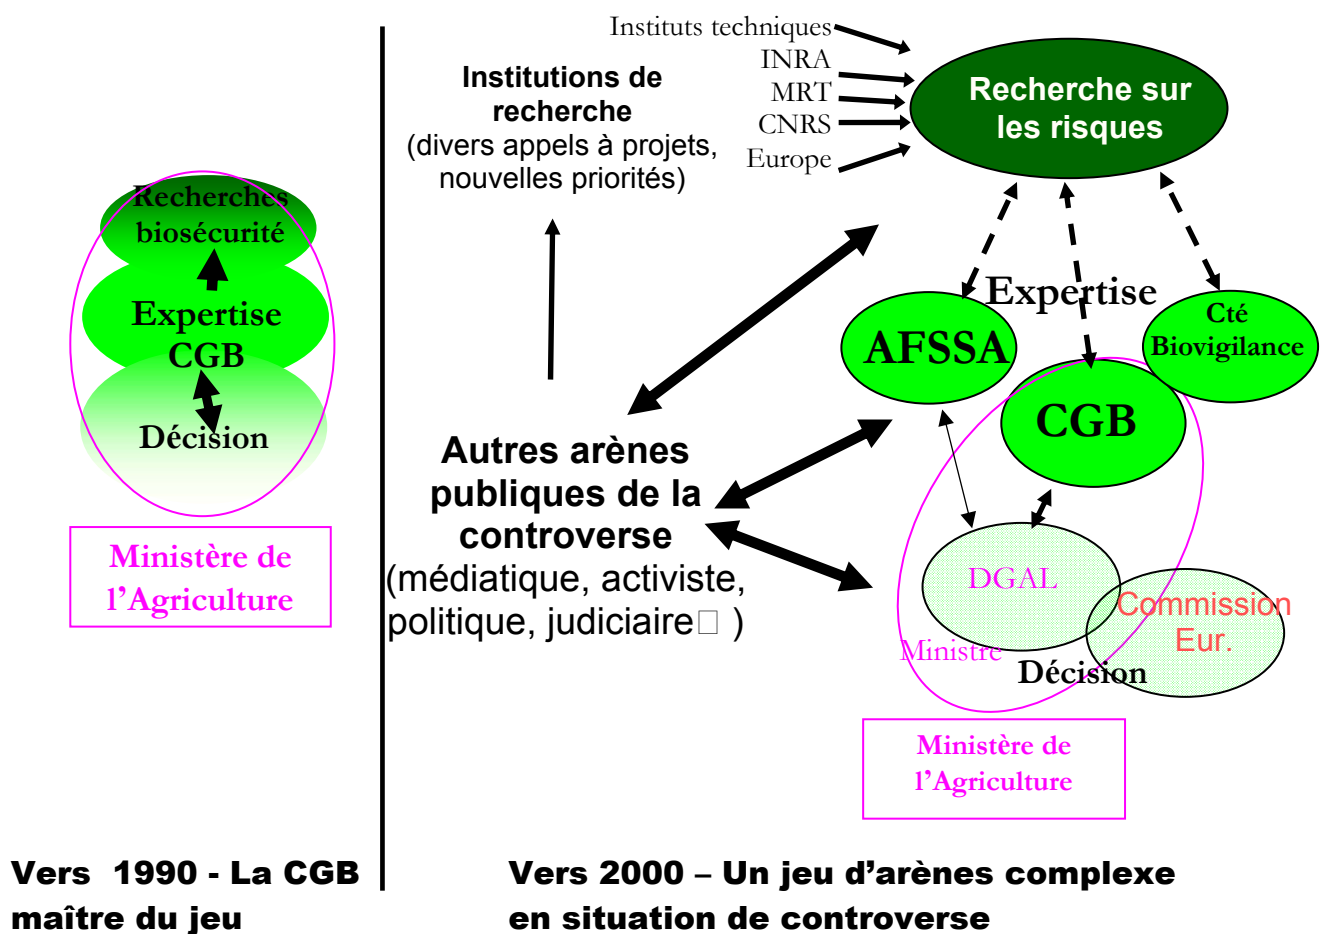 Recherches
biosécurité
Expertise
CGB
Décision
Ministère de
l’Agriculture
Vers 1990 - La CGB
maître du jeu
Instituts techniques
INRA
MRT
CNRS
Europe
Institutions de
recherche
(divers appels à projets,
nouvelles priorités)
Recherche sur
les risques
Expertise
AFSSA
Cté
Biovigilance
CGB
Autres arènes
publiques de la
controverse
(médiatique, activiste,
politique, judiciaire□ )
DGAL
Commission
Eur.
Ministre
Décision
Ministère de
l’Agriculture
Vers 2000 – Un jeu d’arènes complexe
en situation de controverse